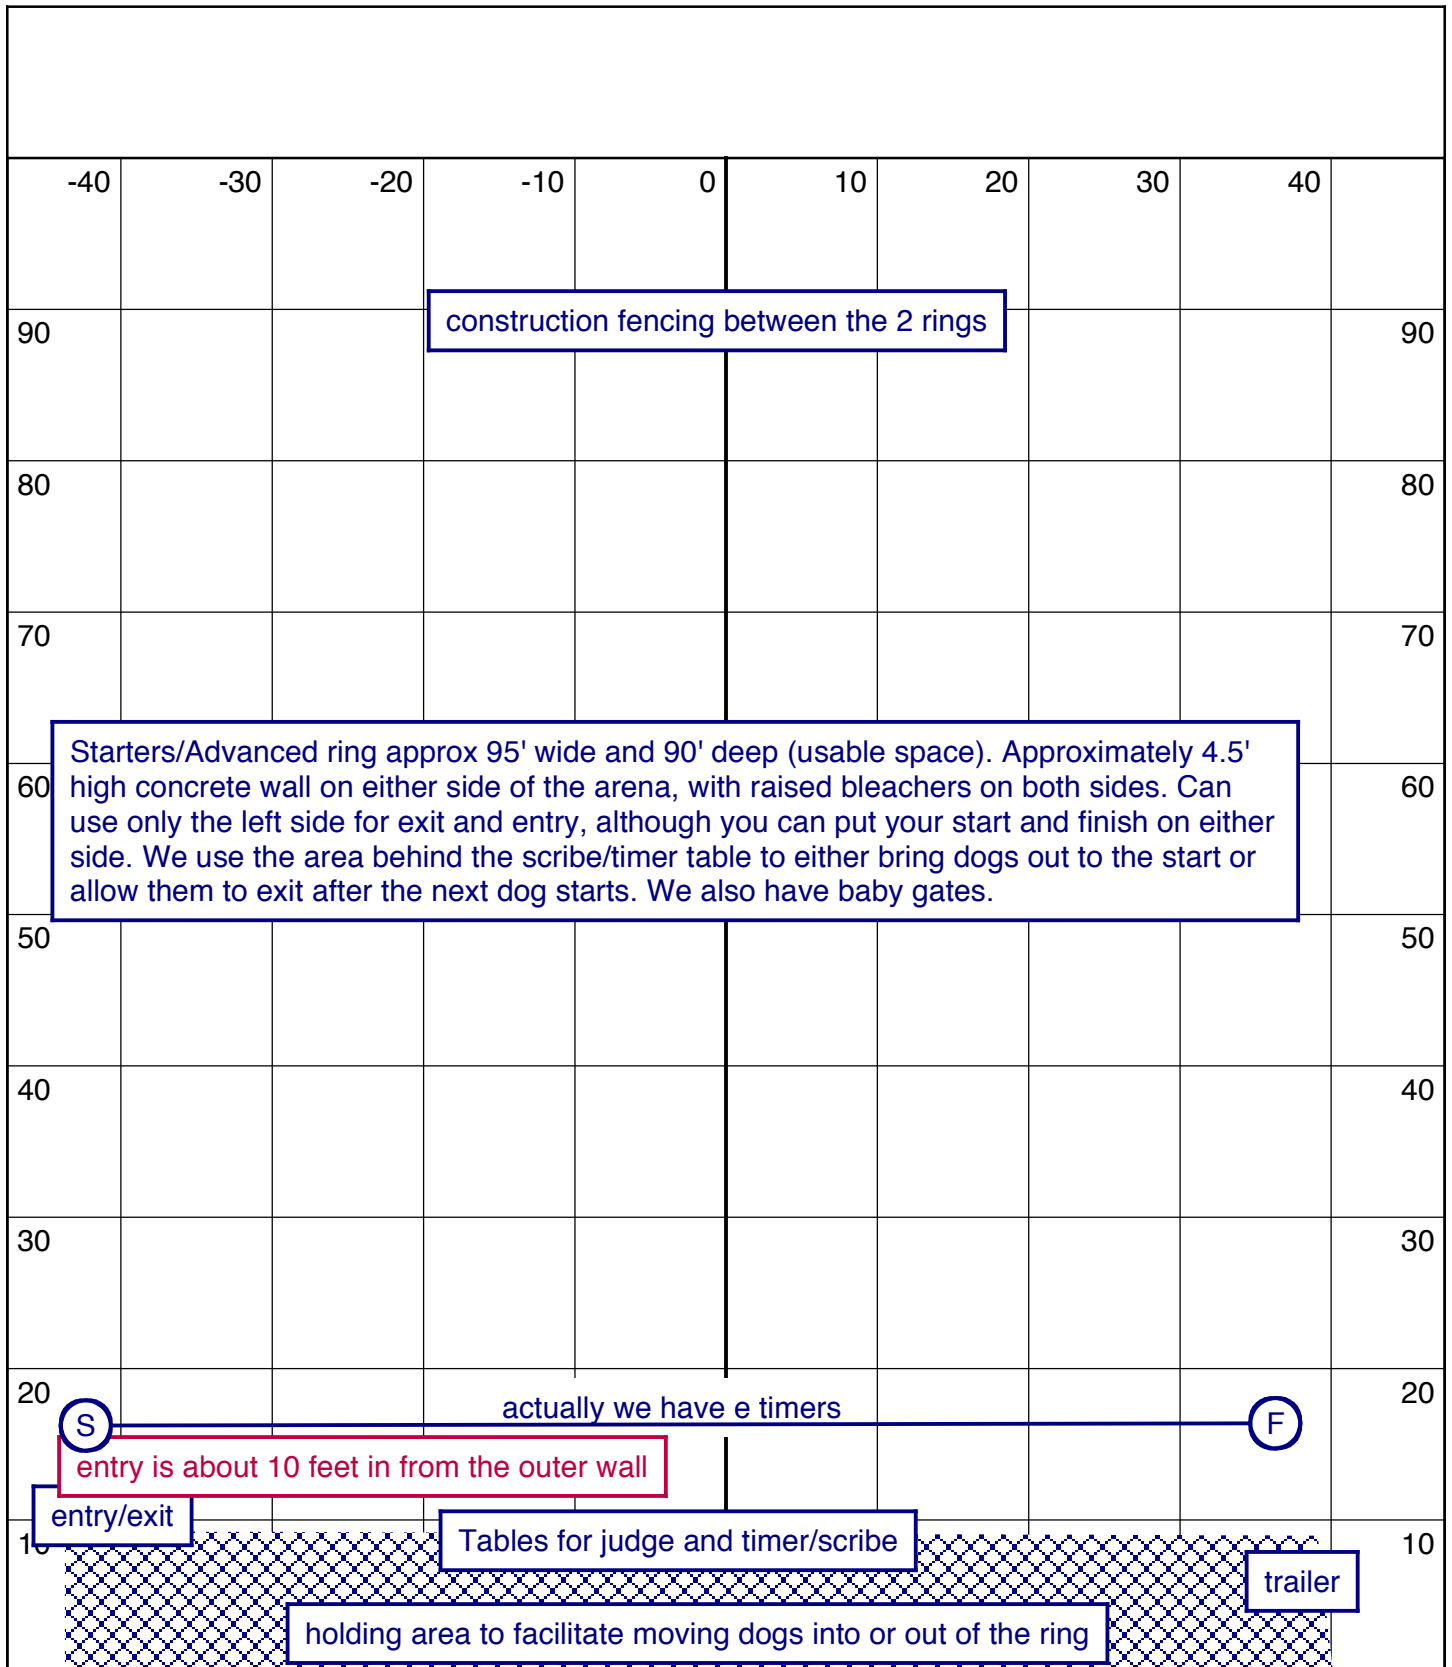 -40 -30 -20 -10 0 10 20 30 40
construction fencing between the 2 rings
90 90
80 80
70 70
Starters/Advanced ring approx 95' wide and 90' deep (usable space). Approximately 4.5'
high concrete wall on either side of the arena, with raised bleachers on both sides. Can
use only the left side for exit and entry, although you can put your start and finish on either
side. We use the area behind the scribe/timer table to either bring dogs out to the start or
allow them to exit after the next dog starts. We also have baby gates.
60 60
50 50
40 40
30 30
20 20
S actually we have e timers F
entry is about 10 feet in from the outer wall
entry/exit
Tables for judge and timer/scribe
10 10
trailer
holding area to facilitate moving dogs into or out of the ring